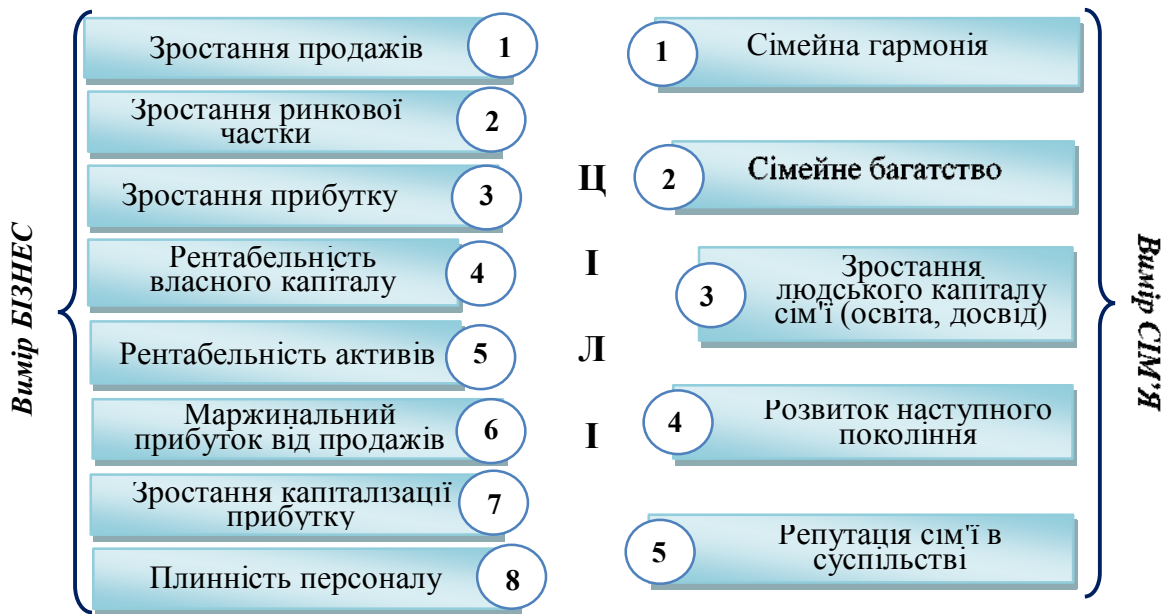 Вимір БІЗНЕС
Зростання продажів
1
Зростання ринкової
частки
2
Зростання прибутку
3
Рентабельність
власного капіталу
4
Рентабельність активів
5
Маржинальний
прибуток від продажів
6
Зростання капіталізації
прибутку
7
Плинність персоналу
8
Ц
І
Л
І
1
Сімейна гармонія
2
Сімейне багатство
3
Зростання
людського капіталу
сім'ї (освіта, досвід)
4
Розвиток наступного
покоління
5
Репутація сім'ї в
суспільстві
Вимір СІМ'Я